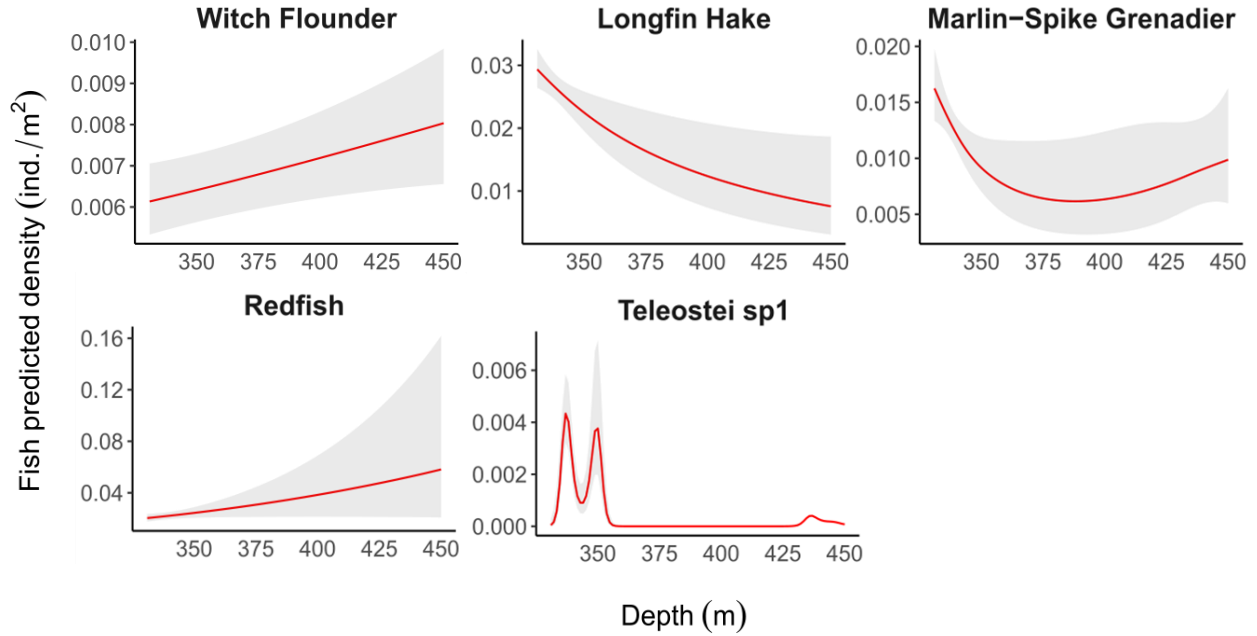 Witch Flounder
Longfin Hake
Marlin−Spike Grenadier
0.010
0.009
0.008
0.007
0.006
350 375 400 425 450
0.03
0.02
0.01
350 375 400 425 450
0.020
0.015
0.010
0.005
350 375 400 425 450
Fish predicted density (ind./m²)
Redfish
Teleostei sp1
0.16
0.12
0.08
0.04
350 375 400 425 450
0.006
0.004
0.002
0.000
350 375 400 425 450
Depth (m)